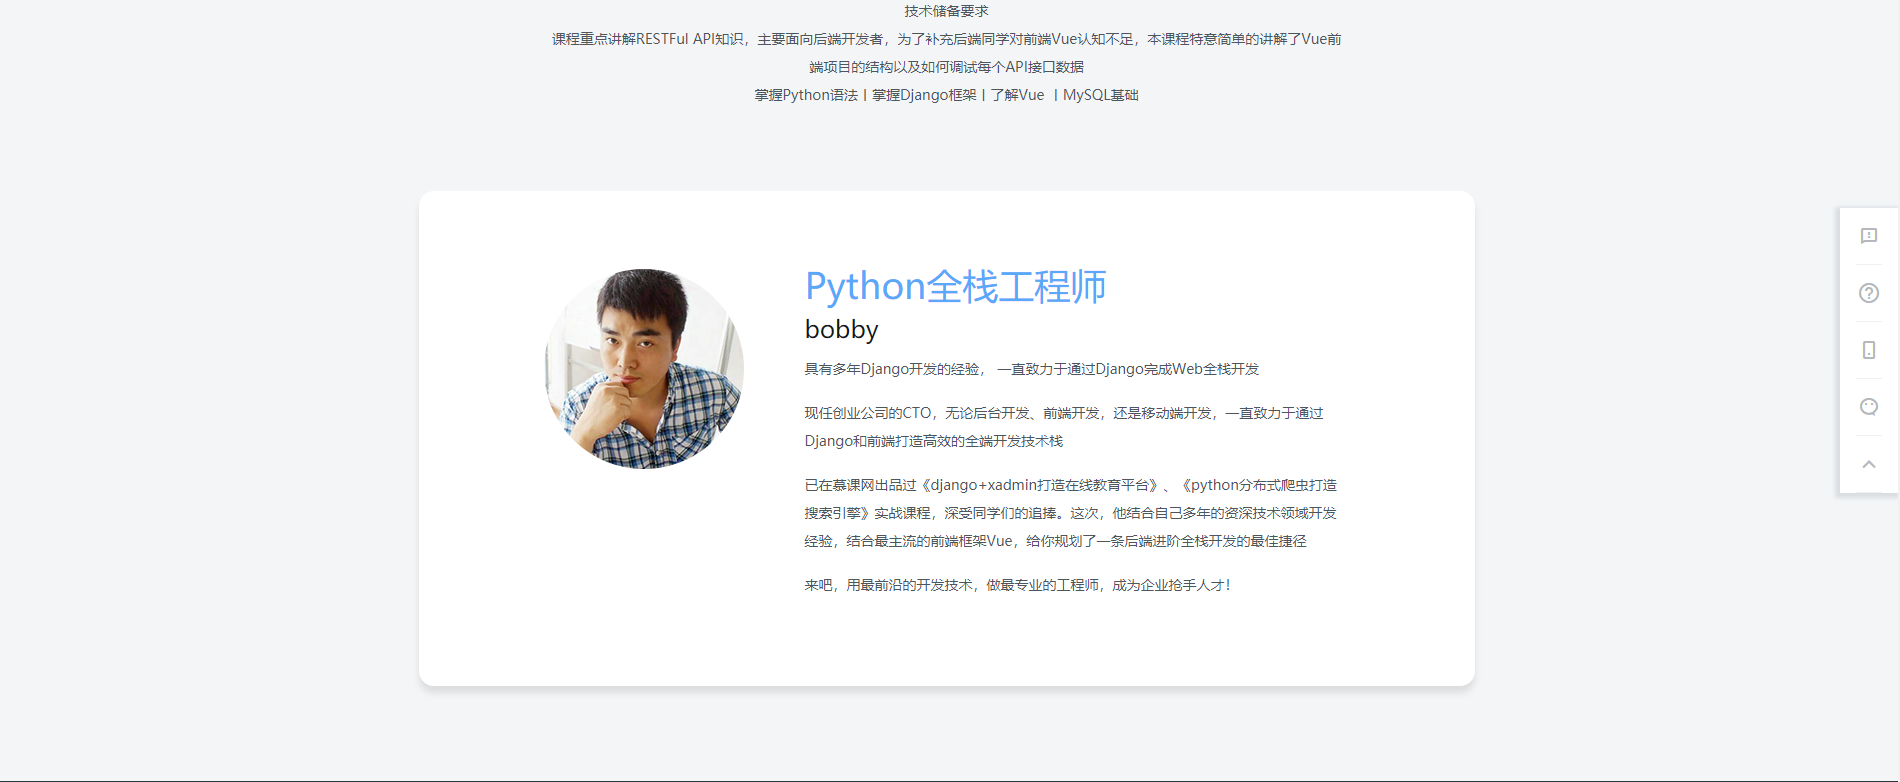 技术储备要求
课程重点讲解RESTFul API知识，主要面向后端开发者，为了补充后端同学对前端Vue认知不足，本课程特意简单的讲解了Vue前
端项目的结构以及如何调试每个API接口数据
掌握Python语法丨掌握Django框架丨了解Vue 丨MySQL基础
Python全栈工程师
bobby
具有多年Django开发的经验， 一直致力于通过Django完成Web全栈开发
现任创业公司的CTO，无论后台开发、前端开发，还是移动端开发，一直致力于通过
Django和前端打造高效的全端开发技术栈
已在慕课网出品过《django+xadmin打造在线教育平台》、《python分布式爬虫打造
搜索引擎》实战课程，深受同学们的追捧。这次，他结合自己多年的资深技术领域开发
经验，结合最主流的前端框架Vue，给你规划了一条后端进阶全栈开发的最佳捷径
来吧，用最前沿的开发技术，做最专业的工程师，成为企业抢手人才！